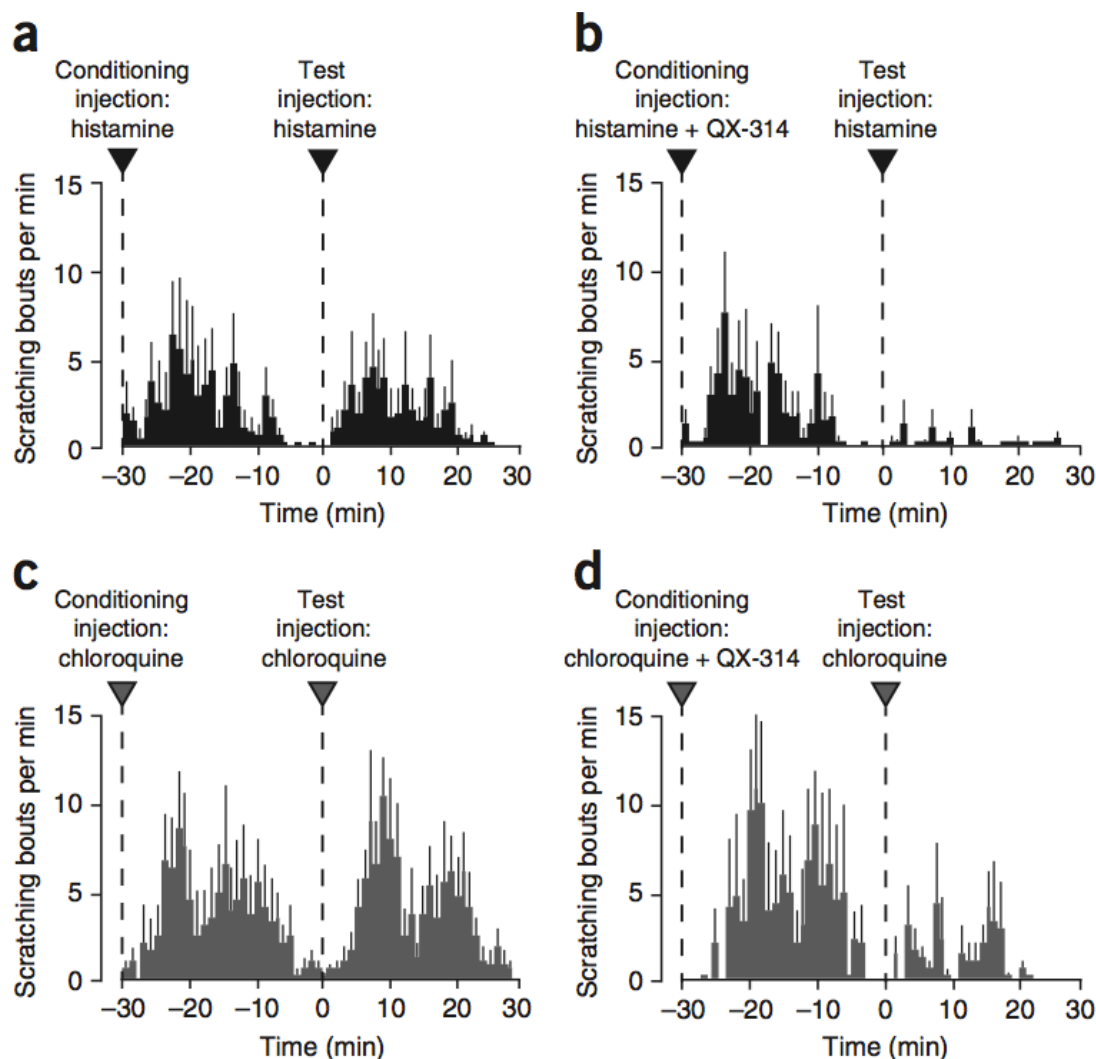 a
Conditioning
injection:
histamine
Test
injection:
histamine
Scratching bouts per min
15
10
5
0
–30 –20 –10 0 10 20 30
Time (min)
b
Conditioning
injection:
histamine + QX-314
Test
injection:
histamine
Scratching bouts per min
15
10
5
0
–30 –20 –10 0 10 20 30
Time (min)
c
Conditioning
injection:
chloroquine
Test
injection:
chloroquine
Scratching bouts per min
15
10
5
0
–30 –20 –10 0 10 20 30
Time (min)
d
Conditioning
injection:
chloroquine + QX-314
Test
injection:
chloroquine
Scratching bouts per min
15
10
5
0
–30 –20 –10 0 10 20 30
Time (min)